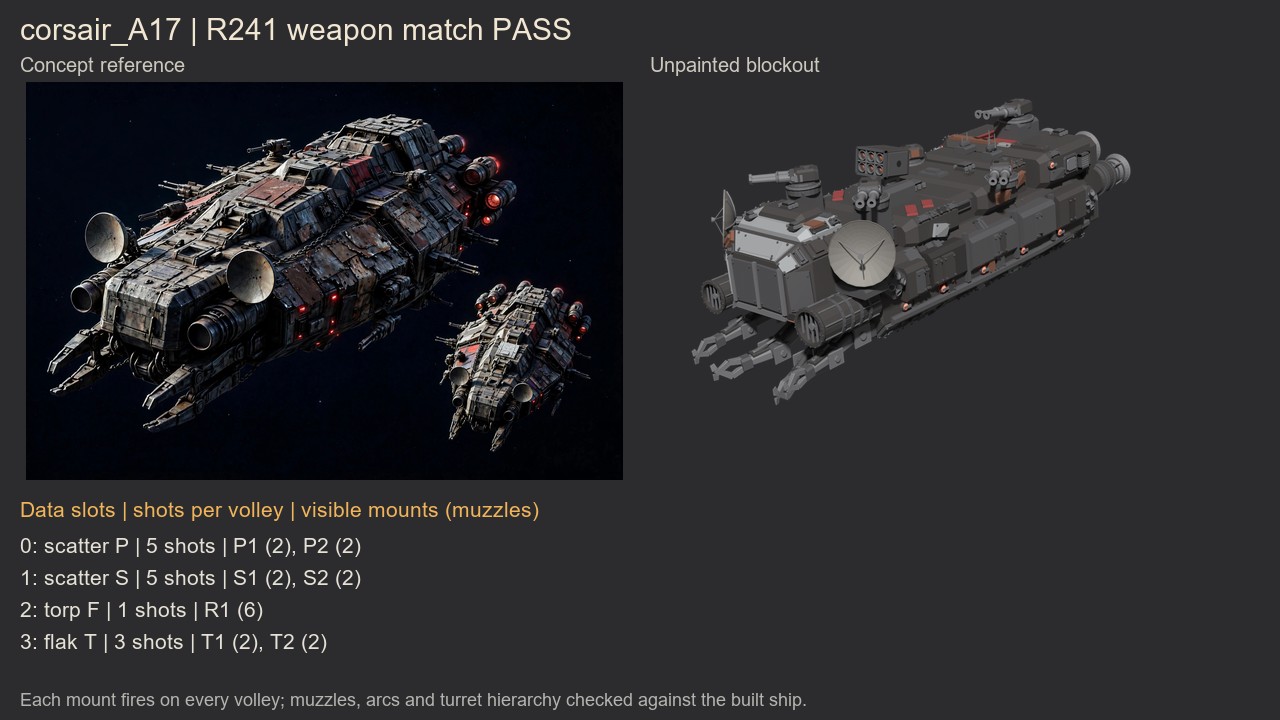 corsair_A17 | R241 weapon match PASS
Concept reference
Unpainted blockout
Data slots | shots per volley | visible mounts (muzzles)
0: scatter P | 5 shots | P1 (2), P2 (2)
1: scatter S | 5 shots | S1 (2), S2 (2)
2: torp F | 1 shots | R1 (6)
3: flak T | 3 shots | T1 (2), T2 (2)
Each mount fires on every volley; muzzles, arcs and turret hierarchy checked against the built ship.